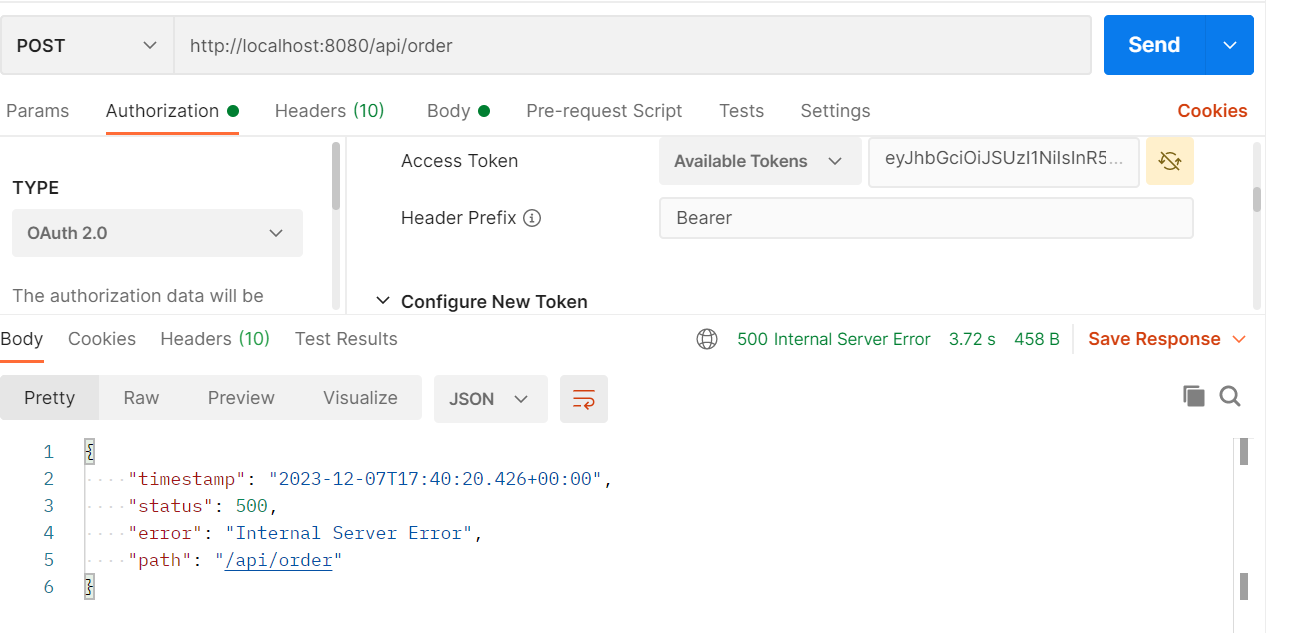 POST http://localhost:8080/api/order Send
Params Authorization Headers (10) Body Pre-request Script Tests Settings Cookies
TYPE
OAuth 2.0
The authorization data will be
Access Token Available Tokens eyJhbGciOiJSUzI1NiIsInR5...
Header Prefix Bearer
Configure New Token
Body Cookies Headers (10) Test Results 500 Internal Server Error 3.72 s 458 B Save Response
Pretty Raw Preview Visualize JSON
1 {
2 "timestamp": "2023-12-07T17:40:20.426+00:00",
3 "status": 500,
4 "error": "Internal Server Error",
5 "path": "/api/order"
6 }